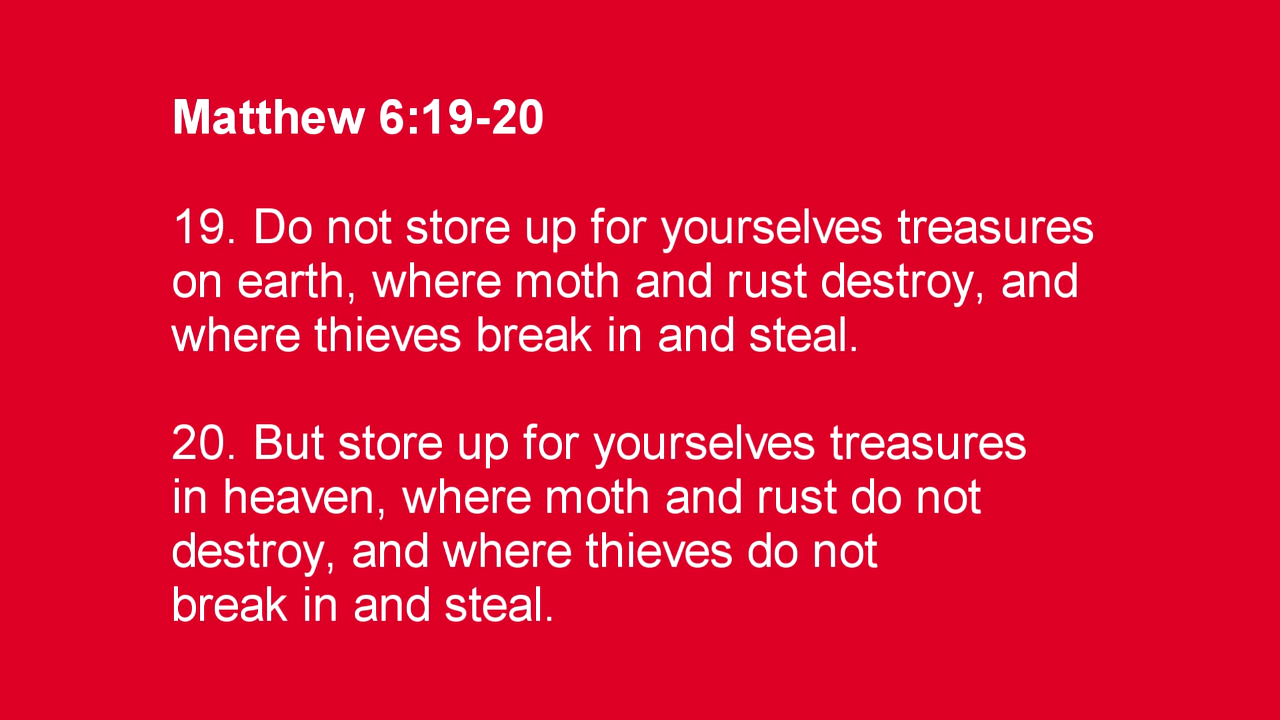 Matthew 6:19-20
19. Do not store up for yourselves treasures
on earth, where moth and rust destroy, and
where thieves break in and steal.
20. But store up for yourselves treasures
in heaven, where moth and rust do not
destroy, and where thieves do not
break in and steal.